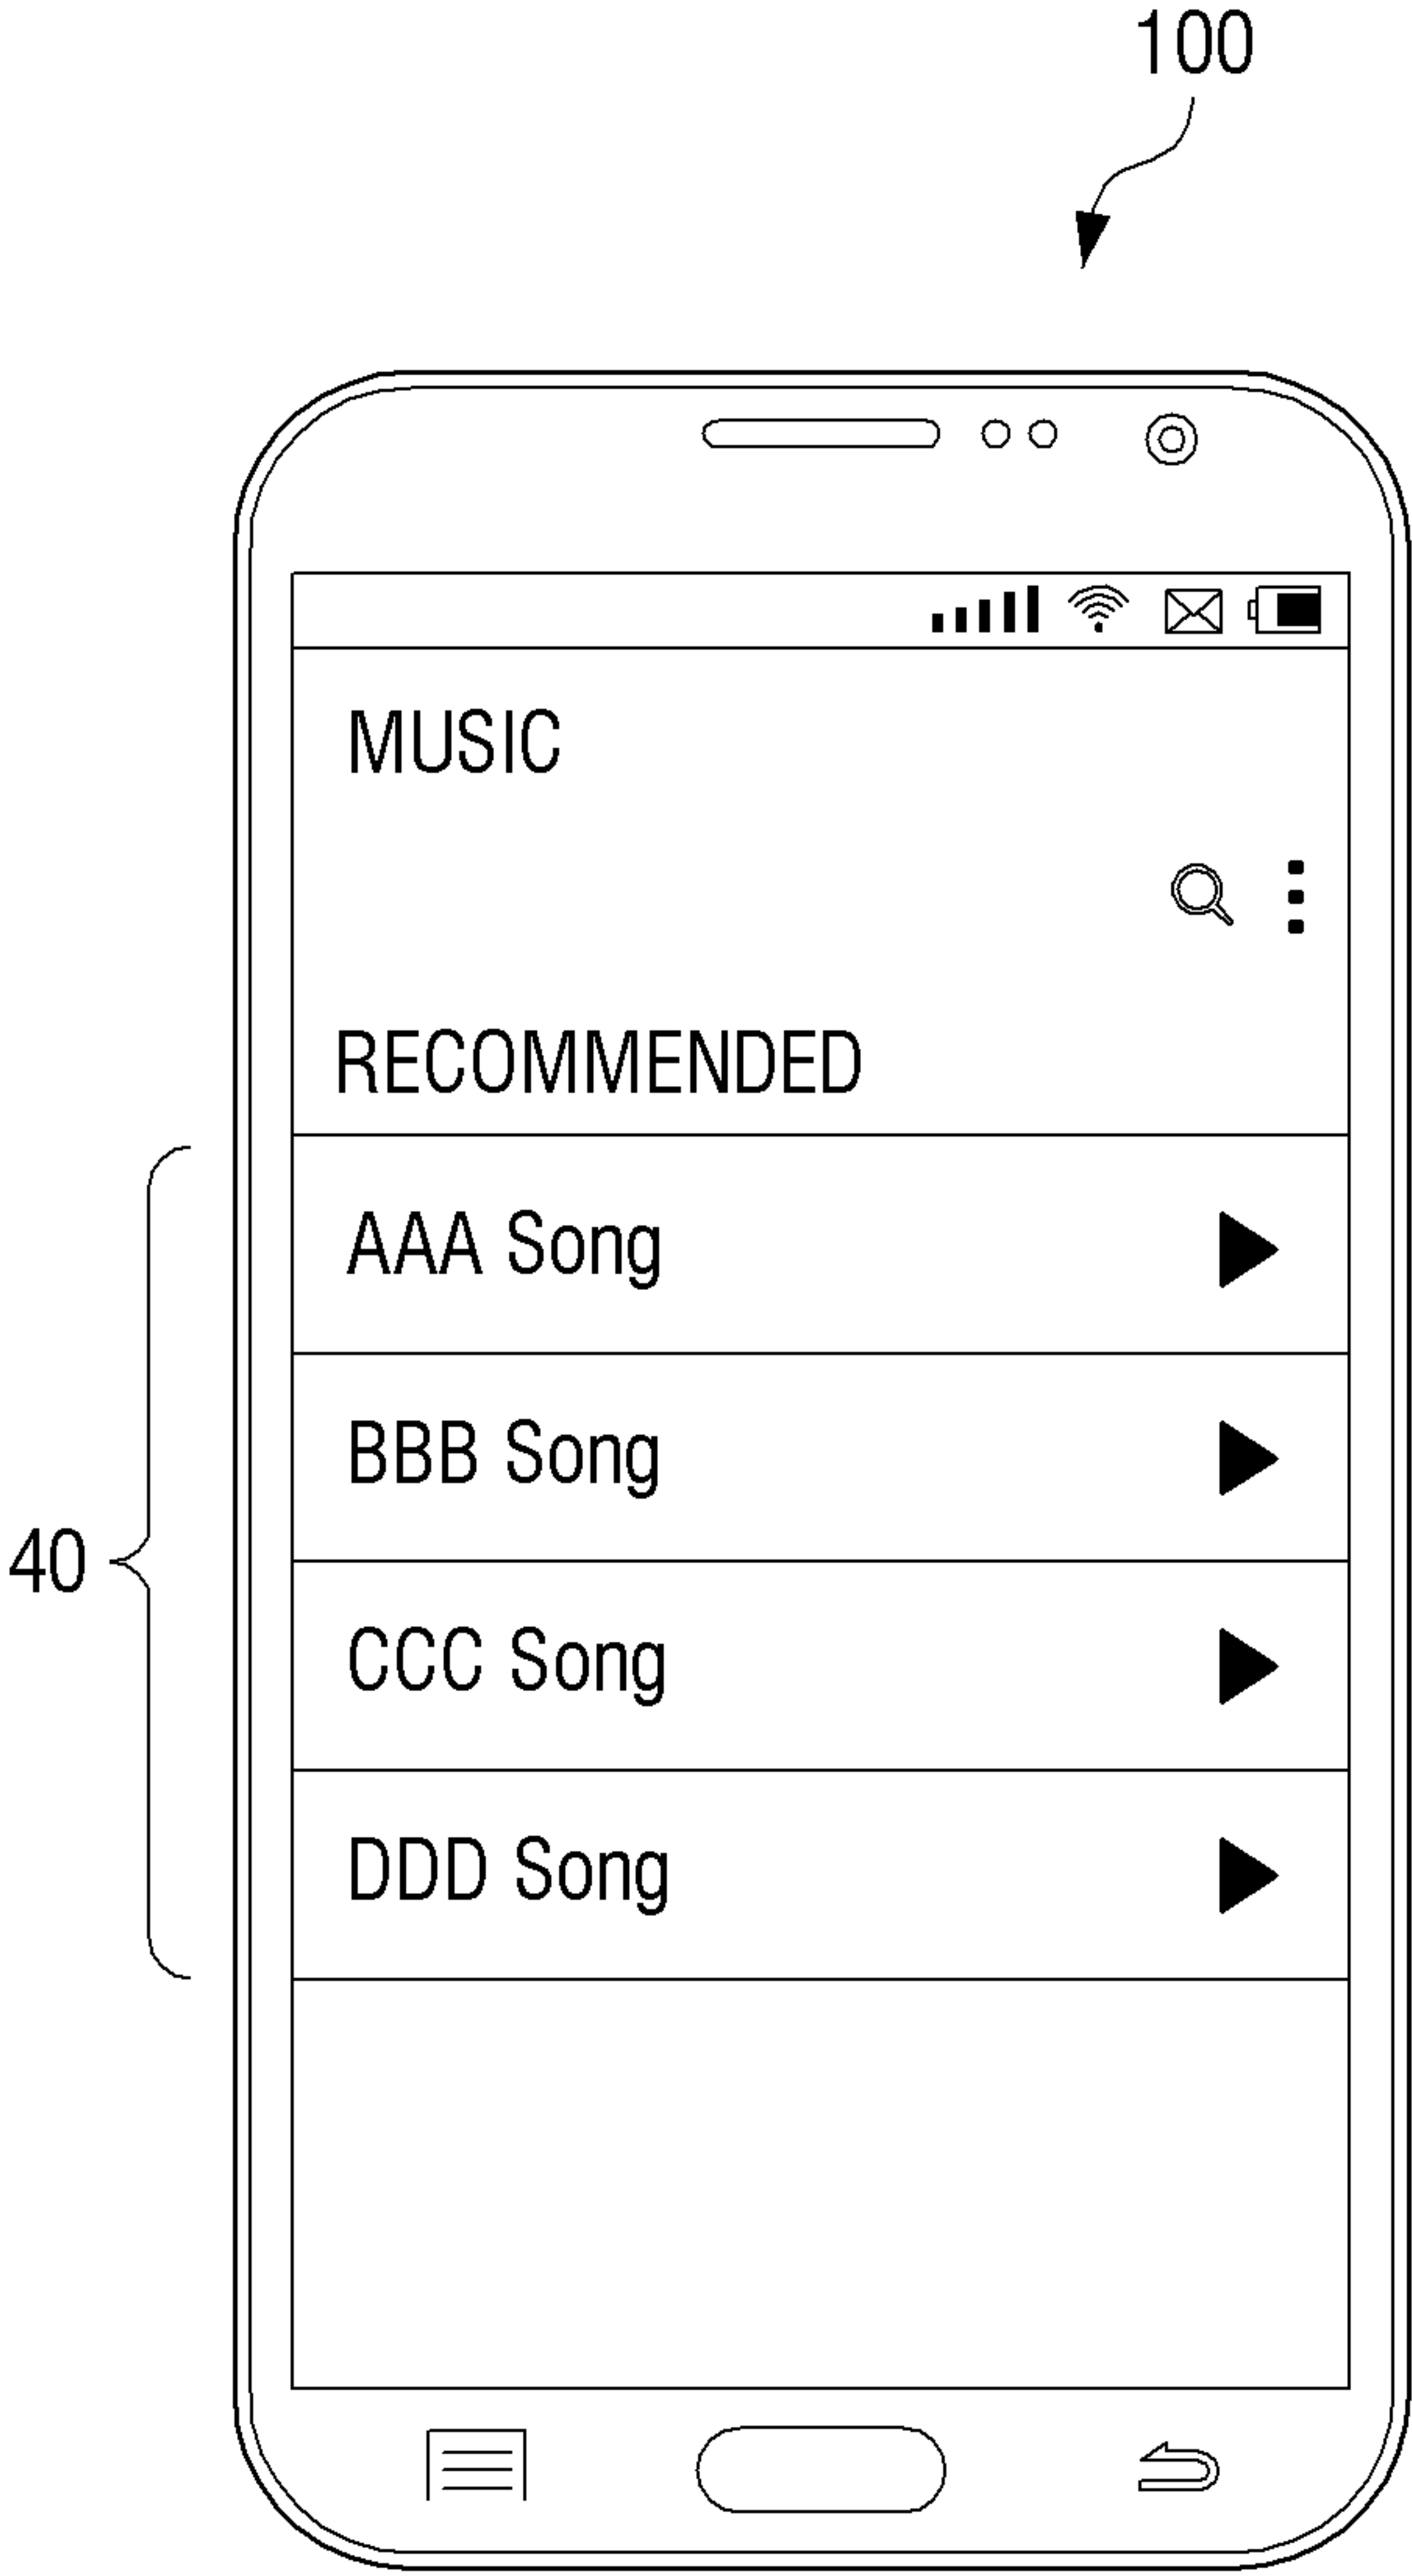 100
MUSIC
RECOMMENDED
AAA Song
BBB Song
40
CCC Song
DDD Song